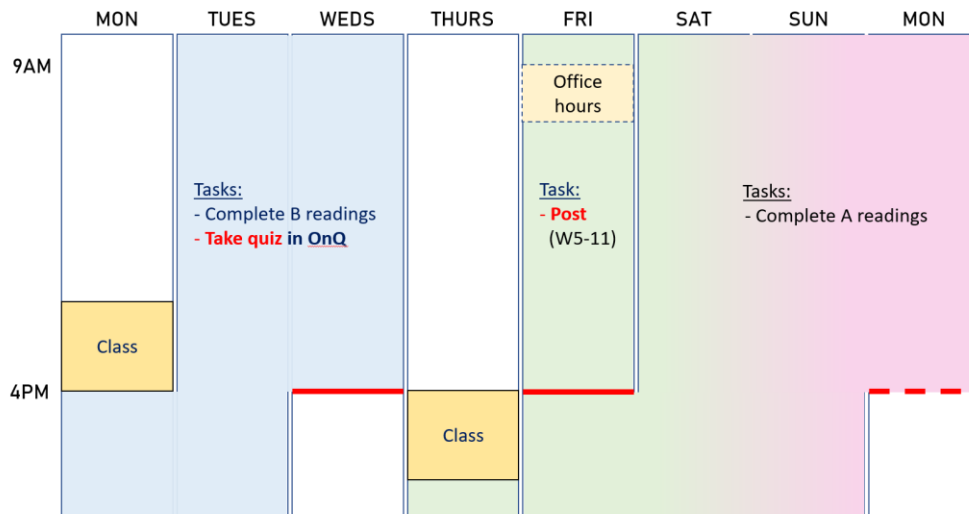 MON TUES WEDS THURS FRI SAT SUN MON
9AM
Office
hours
Tasks:
- Complete B readings
- Take quiz in OnQ
Task:
- Post
(W5-11)
Tasks:
- Complete A readings
Class
4PM
Class